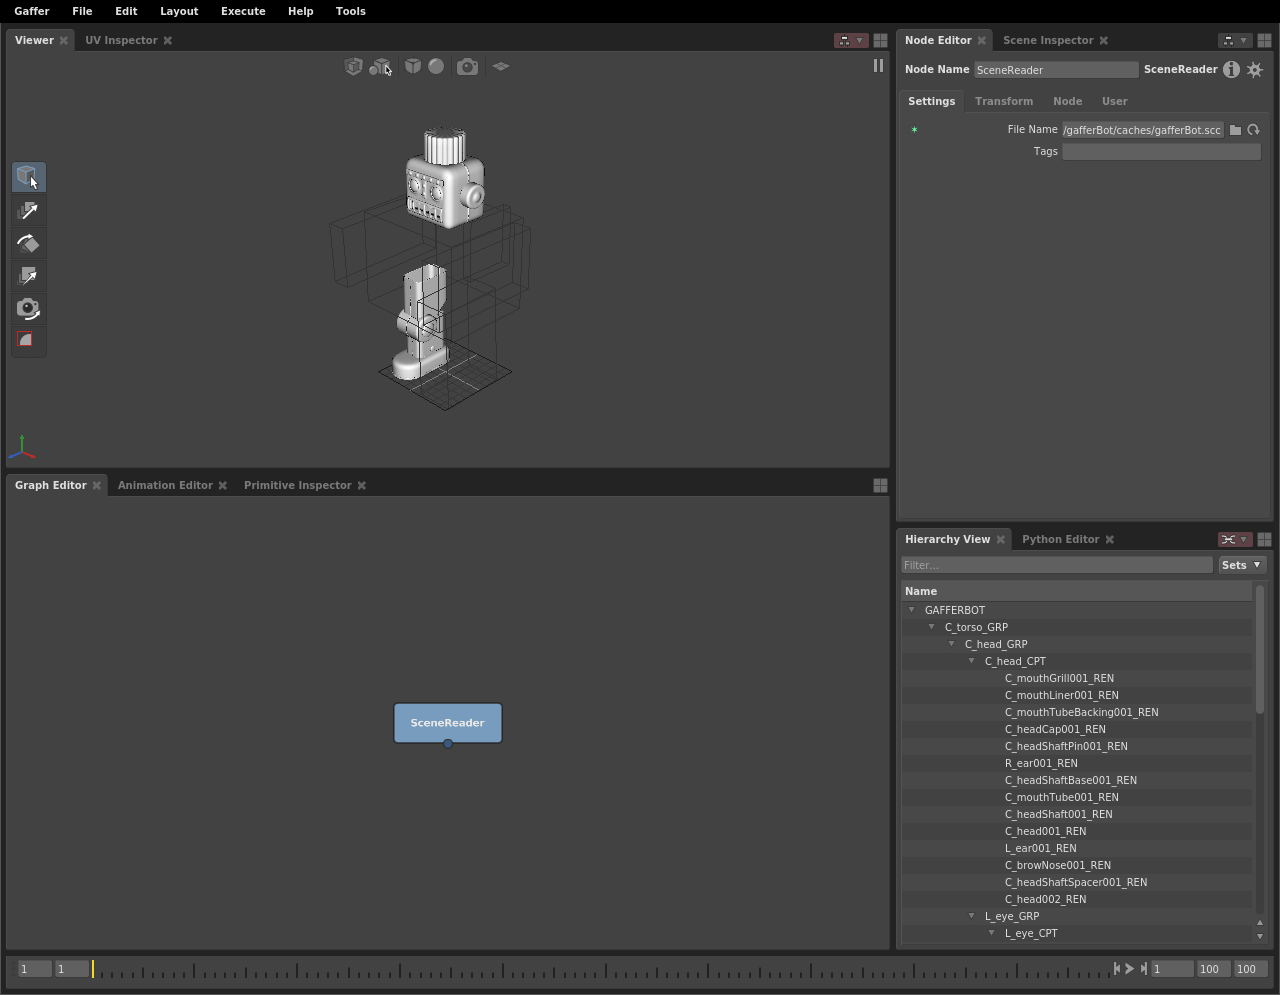 Gaffer File Edit Layout Execute Help Tools
Viewer UV Inspector
Node Editor Scene Inspector
Node Name SceneReader SceneReader
Settings Transform Node User
File Name /gafferBot/caches/gafferBot.scc
Tags
Graph Editor Animation Editor Primitive Inspector
SceneReader
Hierarchy View Python Editor
Filter... Sets
Name
GAFFERBOT
C_torso_GRP
C_head_GRP
C_head_CPT
C_mouthGrill001_REN
C_mouthLiner001_REN
C_mouthTubeBacking001_REN
C_headCap001_REN
C_headShaftPin001_REN
R_ear001_REN
C_headShaftBase001_REN
C_mouthTube001_REN
C_headShaft001_REN
C_head001_REN
L_ear001_REN
C_browNose001_REN
C_headShaftSpacer001_REN
C_head002_REN
L_eye_GRP
L_eye_CPT
1 1 1 100 100